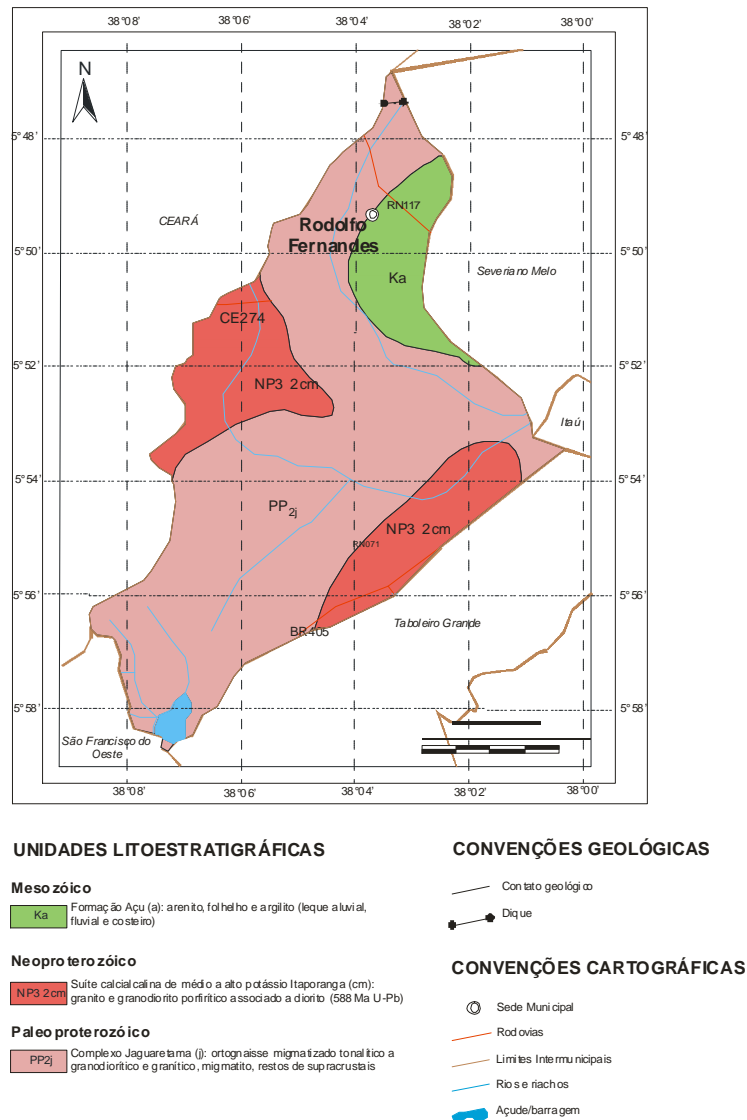 38°08' 38°06' 38°04' 38°02' 38°00'
N
5°48' 5°48'
RN117
CEARÁ
Rodolfo
Fernandes
5°50' 5°50'
Severiano Melo
Ka
CE274
5°52' 5°52'
NP3 2cm
Itaú
5°54' 5°54'
PP2j
NP3 2cm
RN071
5°56' 5°56'
Taboleiro Grande
BR405
5°58' 5°58'
São Francisco do
Oeste
38°08' 38°06' 38°04' 38°02' 38°00'
UNIDADES LITOESTRATIGRÁFICAS
Mesozóico
Ka
Formação Açu (a): arenito, folhelho e argilito (leque aluvial,
fluvial e costeiro)
Neoproterozóico
NP3 2cm
Suíte calcialcalina de médio a alto potássio Itaporanga (cm):
granito e granodiorito porfirítico associado a diorito (588 Ma U-Pb)
Paleoproterozóico
PP2j
Complexo Jaguaretama (j): ortognaisse migmatizado tonalítico a
granodiorítico e granítico, migmatito, restos de supracrustais
CONVENÇÕES GEOLÓGICAS
Contato geológico
Dique
CONVENÇÕES CARTOGRÁFICAS
Sede Municipal
Rodovias
Limites Intermunicipais
Rios e riachos
Açude/barragem